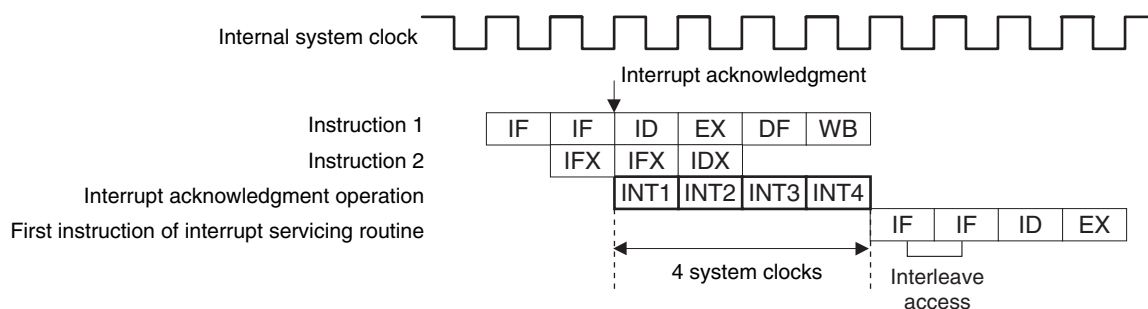 Internal system clock
Interrupt acknowledgment
Instruction 1 IF IF ID EX DF WB
Instruction 2 IFX IFX IDX
Interrupt acknowledgment operation INT1 INT2 INT3 INT4
First instruction of interrupt servicing routine IF IF ID EX
4 system clocks
Interleave
access